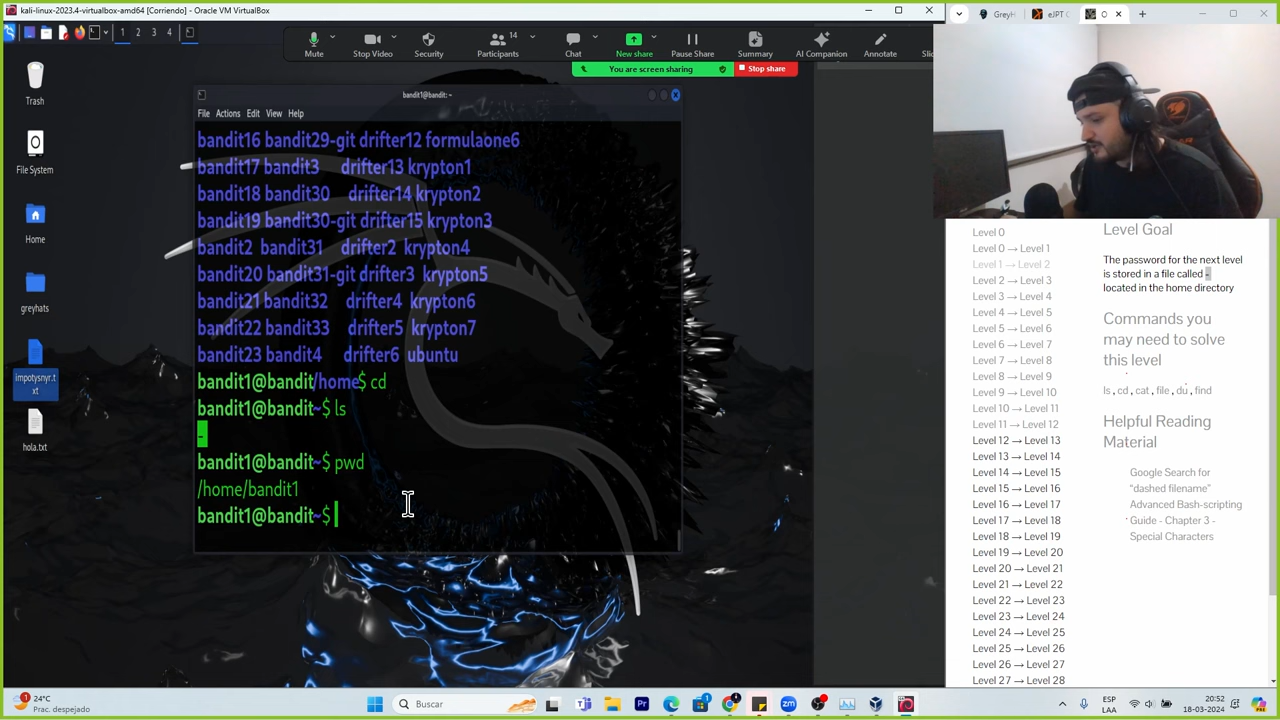 kali-linux-2023.4-virtualbox-amd64 [Corriendo] - Oracle VM VirtualBox
GreyH
eJPT
1 2 3 4
Mute
Stop Video
Security
Participants
14
Chat
New share
Pause Share
Summary
AI Companion
Annotate
You are screen sharing
Stop share
Trash
File System
Home
greyhats
impotysnyr.t
xt
hola.txt
bandit1@bandit: ~
File Actions Edit View Help
bandit16 bandit29-git drifter12 formulaone6
bandit17 bandit3 drifter13 krypton1
bandit18 bandit30 drifter14 krypton2
bandit19 bandit30-git drifter15 krypton3
bandit2 bandit31 drifter2 krypton4
bandit20 bandit31-git drifter3 krypton5
bandit21 bandit32 drifter4 krypton6
bandit22 bandit33 drifter5 krypton7
bandit23 bandit4 drifter6 ubuntu
bandit1@bandit/home$ cd
bandit1@bandit~$ ls
-
bandit1@bandit~$ pwd
/home/bandit1
bandit1@bandit~$
Level 0
Level 0 → Level 1
Level 1 → Level 2
Level 2 → Level 3
Level 3 → Level 4
Level 4 → Level 5
Level 5 → Level 6
Level 6 → Level 7
Level 7 → Level 8
Level 8 → Level 9
Level 9 → Level 10
Level 10 → Level 11
Level 11 → Level 12
Level 12 → Level 13
Level 13 → Level 14
Level 14 → Level 15
Level 15 → Level 16
Level 16 → Level 17
Level 17 → Level 18
Level 18 → Level 19
Level 19 → Level 20
Level 20 → Level 21
Level 21 → Level 22
Level 22 → Level 23
Level 23 → Level 24
Level 24 → Level 25
Level 25 → Level 26
Level 26 → Level 27
Level 27 → Level 28
Level Goal
The password for the next level
is stored in a file called -
located in the home directory
Commands you
may need to solve
this level
ls , cd , cat , file , du , find
Helpful Reading
Material
Google Search for
“dashed filename”
Advanced Bash-scripting
Guide - Chapter 3 -
Special Characters
24°C
Prac. despejado
Buscar
ESP
LAA
20:52
18-03-2024